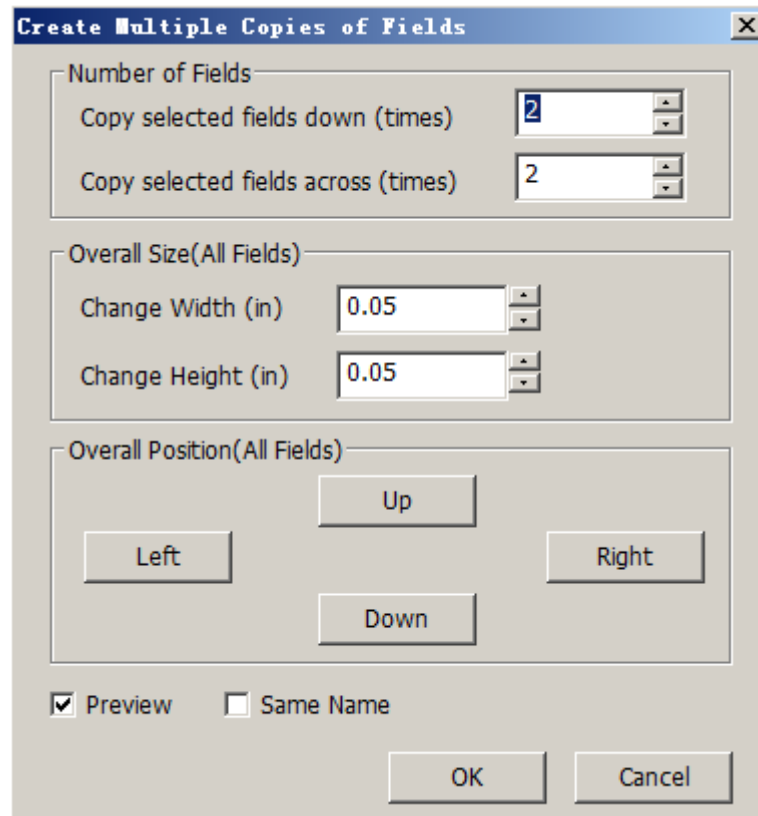 Create Multiple Copies of Fields
Number of Fields
Copy selected fields down (times) 2
Copy selected fields across (times) 2
Overall Size(All Fields)
Change Width (in) 0.05
Change Height (in) 0.05
Overall Position(All Fields)
Up
Left Right
Down
Preview Same Name
OK Cancel